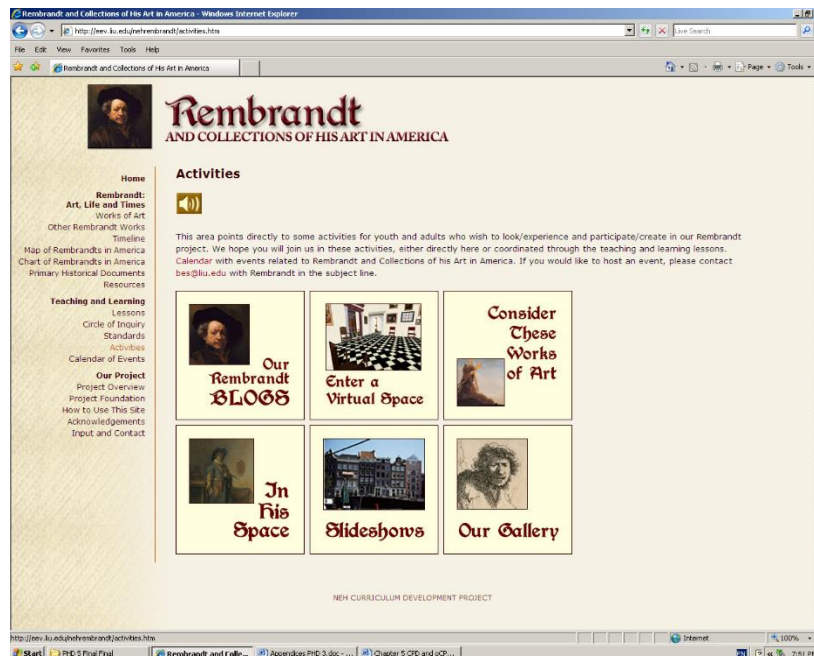 Rembrandt and Collections of His Art in America - Windows Internet Explorer
http://eev.liu.edu/nehrembrandt/activities.htm
Live Search
File Edit View Favorites Tools Help
Rembrandt and Collections of His Art in America
Page Tools
Rembrandt
AND COLLECTIONS OF HIS ART IN AMERICA
Home
Rembrandt:
Art, Life and Times
Works of Art
Other Rembrandt Works
Timeline
Map of Rembrandts in America
Chart of Rembrandts in America
Primary Historical Documents
Resources
Teaching and Learning
Lessons
Circle of Inquiry
Standards
Activities
Calendar of Events
Our Project
Project Overview
Project Foundation
How to Use This Site
Acknowledgements
Input and Contact
Activities
This area points directly to some activities for youth and adults who wish to look/experience and participate/create in our Rembrandt
project. We hope you will join us in these activities, either directly here or coordinated through the teaching and learning lessons.
Calendar with events related to Rembrandt and Collections of his Art in America. If you would like to host an event, please contact
bes@liu.edu with Rembrandt in the subject line.
Our
Rembrandt
BLOGS
Enter a
Virtual Space
Consider
These
Works
of Art
In
His
Space
Slideshows
Our Gallery
NEH CURRICULUM DEVELOPMENT PROJECT
http://eev.liu.edu/nehrembrandt/activities.htm
Internet
100%
Start
PHD 5 Final Final
Rembrandt and Colle...
Appendices PHD 3.doc - ...
Chapter 5 CPD and oCP...
EN
7:51 PM